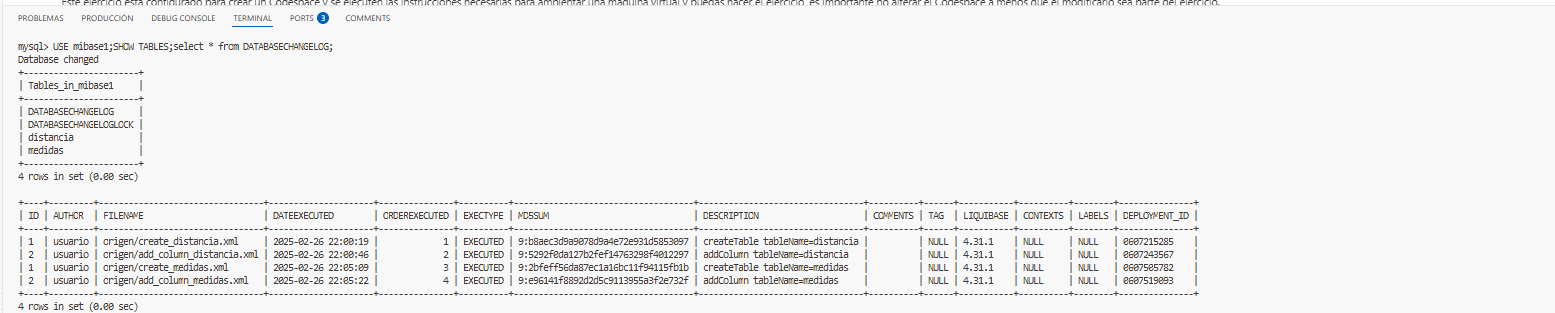 Este ejercicio está configurado para crear un Codespace y se ejecuten las instrucciones necesarias para ambientar una maquina virtual y puedas hacer el ejercicio, es importante no alterar el Codespace a menos que el modificarlo sea parte del ejercicio.
PROBLEMAS PRODUCCIÓN DEBUG CONSOLE TERMINAL PORTS 3 COMMENTS
mysql> USE mibase1;SHOW TABLES;select * from DATABASECHANGELOG;
Database changed
+-----------------------+
| Tables_in_mibase1     |
+-----------------------+
| DATABASECHANGELOG     |
| DATABASECHANGELOGLOCK |
| distancia             |
| medidas               |
+-----------------------+
4 rows in set (0.00 sec)
+----+---------+---------------------------------+---------------------+---------------+----------+------------------------------------+---------------------------------+----------+------+-----------+----------+--------+---------------+
| ID | AUTHOR  | FILENAME                        | DATEEXECUTED        | ORDEREXECUTED | EXECTYPE | MD5SUM                             | DESCRIPTION                     | COMMENTS | TAG  | LIQUIBASE | CONTEXTS | LABELS | DEPLOYMENT_ID |
+----+---------+---------------------------------+---------------------+---------------+----------+------------------------------------+---------------------------------+----------+------+-----------+----------+--------+---------------+
| 1  | usuario | origen/create_distancia.xml     | 2025-02-26 22:00:19 |             1 | EXECUTED | 9:b8aec3d9a9078d9a4e72e931d5853097 | createTable tableName=distancia |          | NULL | 4.31.1    | NULL     | NULL   | 0607215285    |
| 2  | usuario | origen/add_column_distancia.xml | 2025-02-26 22:00:46 |             2 | EXECUTED | 9:5292f0da127b2fef14763298f4012297 | addColumn tableName=distancia   |          | NULL | 4.31.1    | NULL     | NULL   | 0607243567    |
| 1  | usuario | origen/create_medidas.xml       | 2025-02-26 22:05:09 |             3 | EXECUTED | 9:2bfeff56da87ec1a16bc11f94115fb1b | createTable tableName=medidas   |          | NULL | 4.31.1    | NULL     | NULL   | 0607505782    |
| 2  | usuario | origen/add_column_medidas.xml   | 2025-02-26 22:05:22 |             4 | EXECUTED | 9:e96141f8892d2d5c9113955a3f2e732f | addColumn tableName=medidas     |          | NULL | 4.31.1    | NULL     | NULL   | 0607519093    |
+----+---------+---------------------------------+---------------------+---------------+----------+------------------------------------+---------------------------------+----------+------+-----------+----------+--------+---------------+
4 rows in set (0.00 sec)